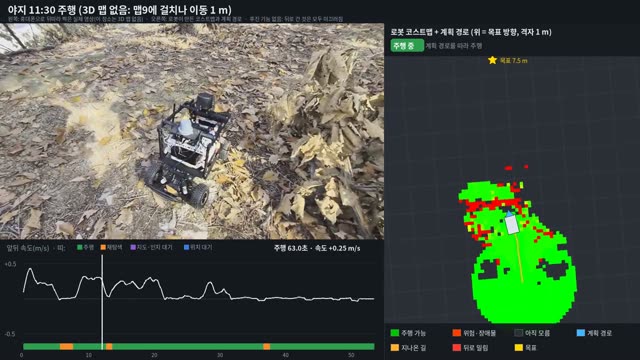 야지 11:30 주행 (3D 맵 없음: 맵9에 걸치나 이동 1 m)
로봇 코스트맵 + 계획 경로 (위 = 목표 방향, 격자 1 m)
주행 중
계획 경로를 따라 주행
목표 7.5 m
앞뒤 속도(m/s) · 띠:
주행
재탐색
지도·인지 대기
위치 대기
주행 63.0초 · 속도 +0.25 m/s
+0.5
0
-0.5
0
10
20
30
40
50
주행 가능
위험·장애물
아직 모름
계획 경로
지나온 길
뒤로 밀림
목표